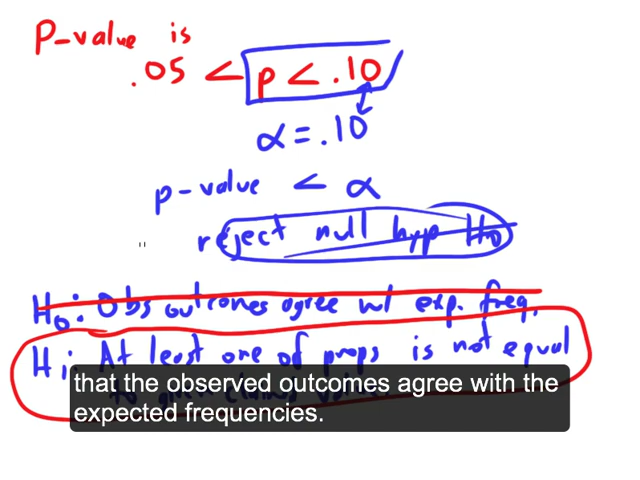 P-value is
.05 < p < .10
α = .10
p-value < α
reject null hyp H0
H0: Obs outcomes agree w/ exp. freq.
H1: At least one of props is not equal
that the observed outcomes agree with the
expected frequencies.